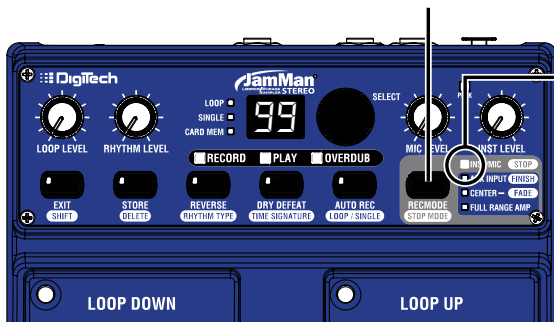 DigiTech
JamMan®
LOOPER/PHRASE SAMPLER
STEREO
LOOP
SINGLE
CARD MEM
99
SELECT
LOOP LEVEL
RHYTHM LEVEL
MIC LEVEL
INST LEVEL
RECORD
PLAY
OVERDUB
EXIT
SHIFT
STORE
DELETE
REVERSE
RHYTHM TYPE
DRY DEFEAT
TIME SIGNATURE
AUTO REC
LOOP / SINGLE
RECMODE
STOP MODE
STOP
INPUT FINISH
CENTER– FADE
FULL RANGE AMP
LOOP DOWN
LOOP UP